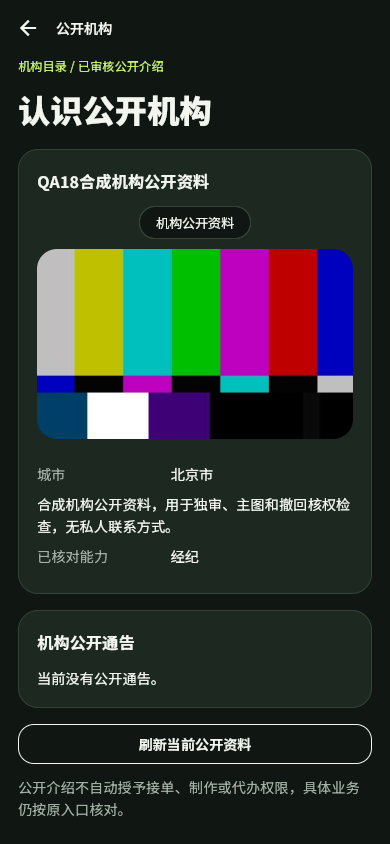 公开机构
机构目录 / 已审核公开介绍
认识公开机构
QA18合成机构公开资料
机构公开资料
城市 北京市
合成机构公开资料，用于独审、主图和撤回核权检
查，无私人联系方式。
已核对能力 经纪
机构公开通告
当前没有公开通告。
刷新当前公开资料
公开介绍不自动授予接单、制作或代办权限，具体业务
仍按原入口核对。